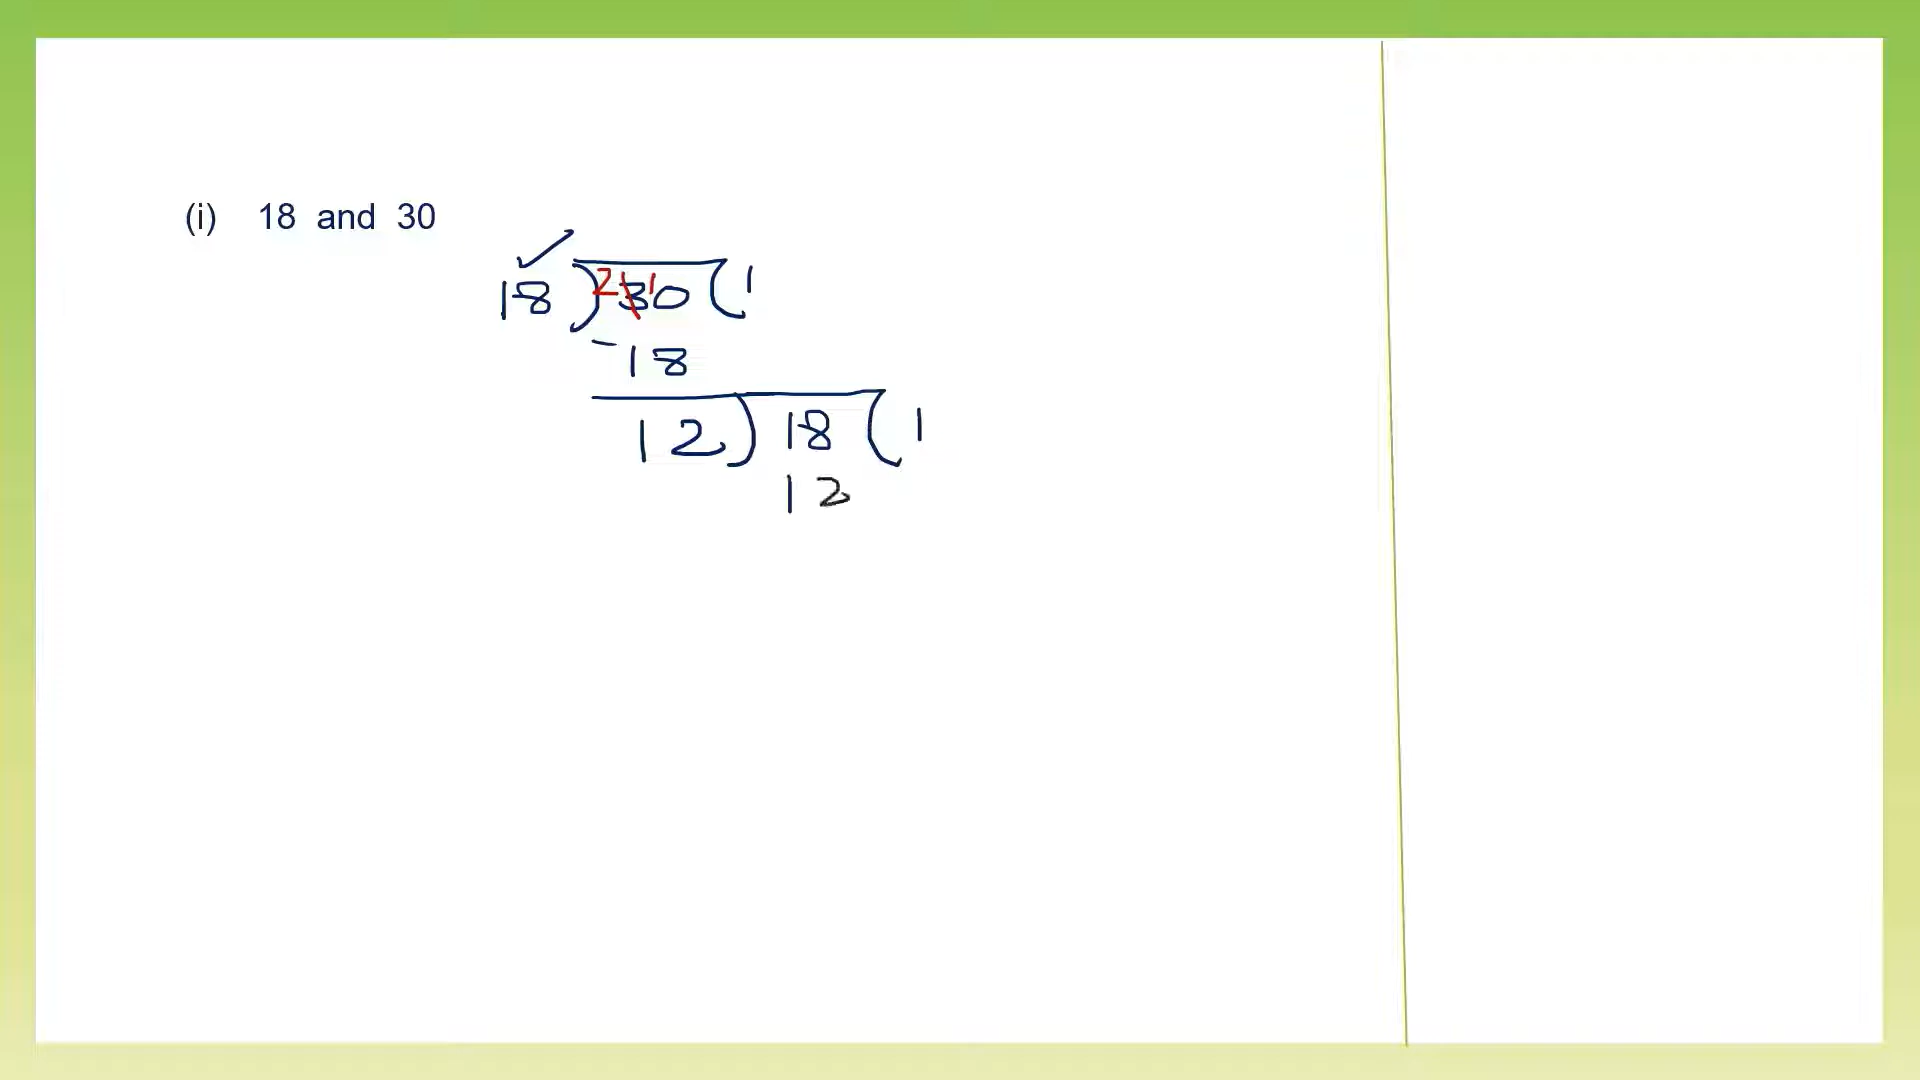 (i) 18 and 30
18 ) 2 30 1 ( 1
- 18
12 ) 18 ( 1
12